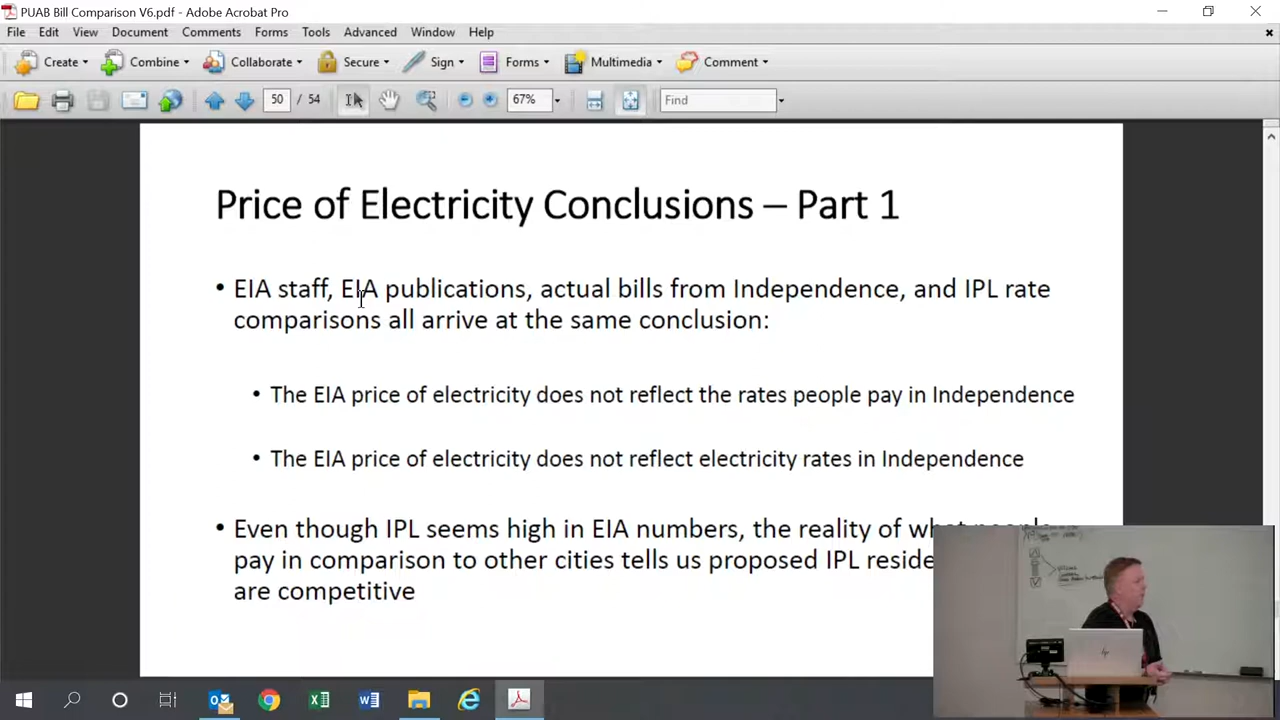 PUAB Bill Comparison V6.pdf - Adobe Acrobat Pro
File Edit View Document Comments Forms Tools Advanced Window Help
Create Combine Collaborate Secure Sign Forms Multimedia Comment
50 / 54 67% Find
Price of Electricity Conclusions – Part 1
• EIA staff, EIA publications, actual bills from Independence, and IPL rate
comparisons all arrive at the same conclusion:
• The EIA price of electricity does not reflect the rates people pay in Independence
• The EIA price of electricity does not reflect electricity rates in Independence
• Even though IPL seems high in EIA numbers, the reality of what people
pay in comparison to other cities tells us proposed IPL reside
are competitive
hp